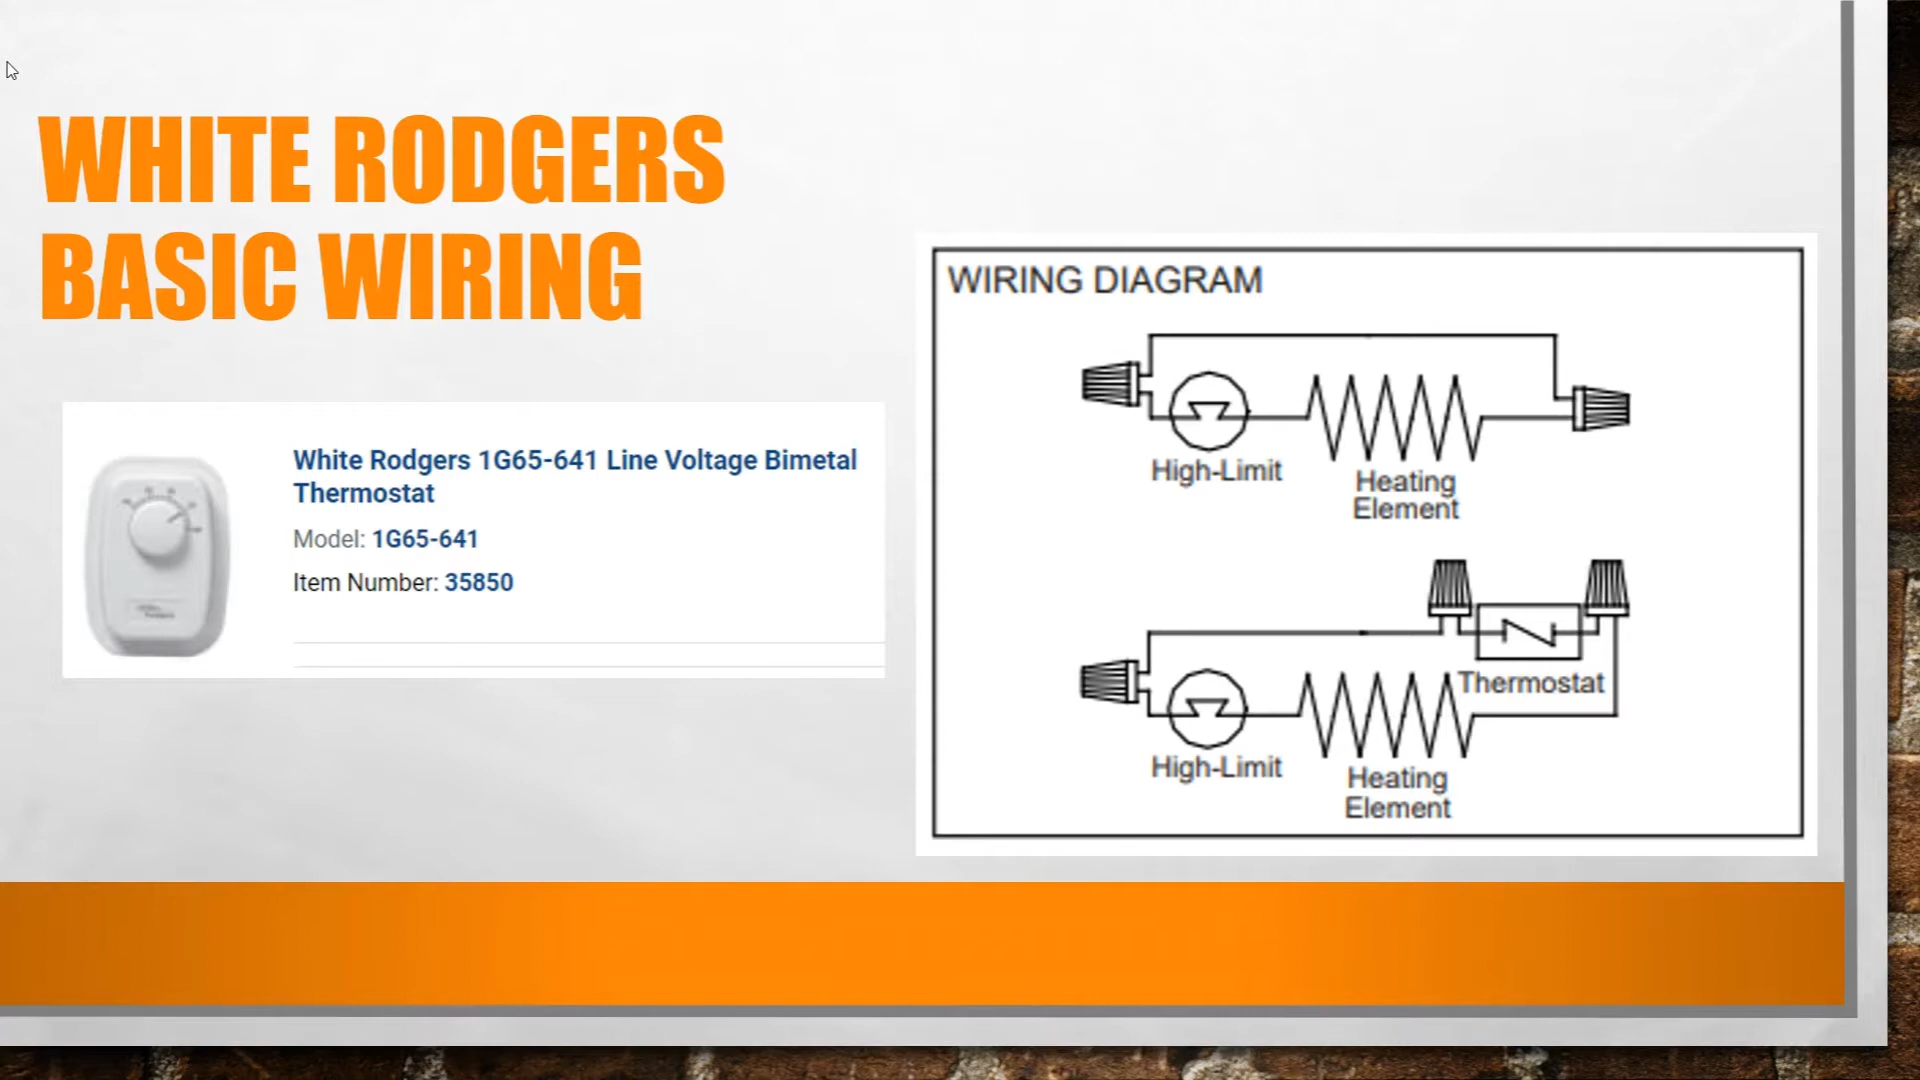 WHITE RODGERS
BASIC WIRING
White Rodgers 1G65-641 Line Voltage Bimetal
Thermostat
Model: 1G65-641
Item Number: 35850
WIRING DIAGRAM
High-Limit
Heating
Element
Thermostat
High-Limit
Heating
Element